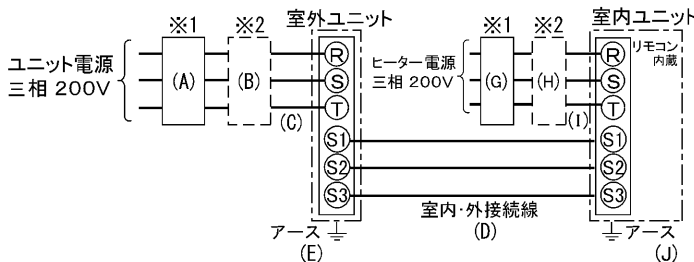 ※1 ※2 室外ユニット ※1 ※2 室内ユニット
ユニット電源
三相 200V
(A) (B) (C)
R
S
T
S1
S2
S3
ヒーター電源
三相 200V
(G) (H) (I)
R
S
T
S1
S2
S3
リモコン
内蔵
室内・外接続線
(D)
アース
(E)
アース
(J)